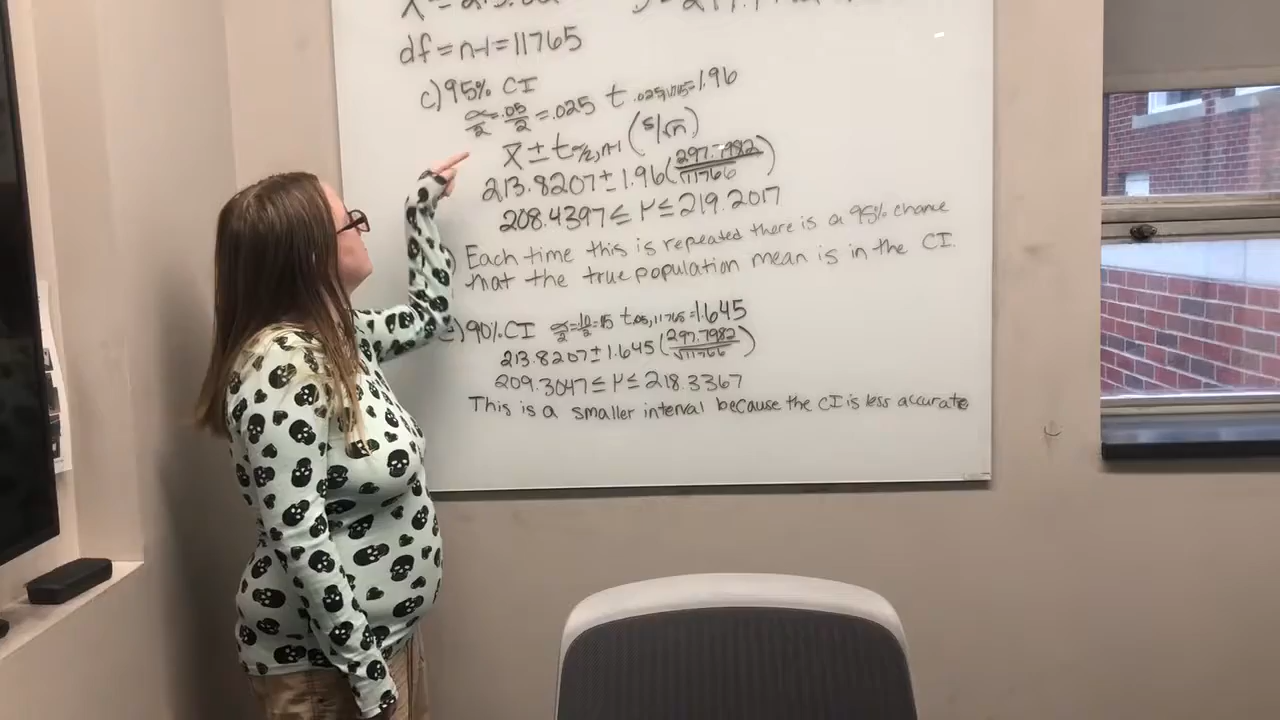 df = n-1 = 11765
c) 95% CI
α/2 = .05/2 = .025 t .025,11765 = 1.96
x̄ ± t α/2, n-1 (s/√n)
213.8207 ± 1.96 (297.7982/√11766)
208.4397 ≤ μ ≤ 219.2017
Each time this is repeated there is a 95% chance
that the true population mean is in the CI.
90% CI α/2 = .10/2 = .05 t .05, 11765 = 1.645
213.8207 ± 1.645 (297.7982/√11766)
209.3047 ≤ μ ≤ 218.3367
This is a smaller interval because the CI is less accurate